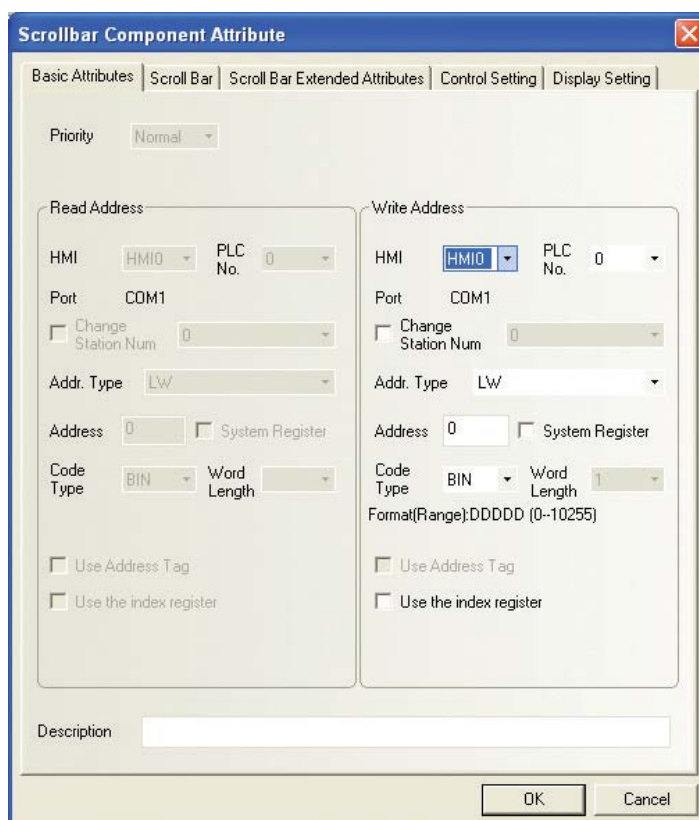 Scrollbar Component Attribute
Basic Attributes Scroll Bar Scroll Bar Extended Attributes Control Setting Display Setting
Priority Normal
Read Address
HMI HMI0 PLC No. 0
Port COM1
Change Station Num 0
Addr. Type LW
Address 0 System Register
Code Type BIN Word Length
Use Address Tag
Use the index register
Write Address
HMI HMI0 PLC No. 0
Port COM1
Change Station Num 0
Addr. Type LW
Address 0 System Register
Code Type BIN Word Length 1
Format(Range):DDDDD (0--10255)
Use Address Tag
Use the index register
Description
OK Cancel